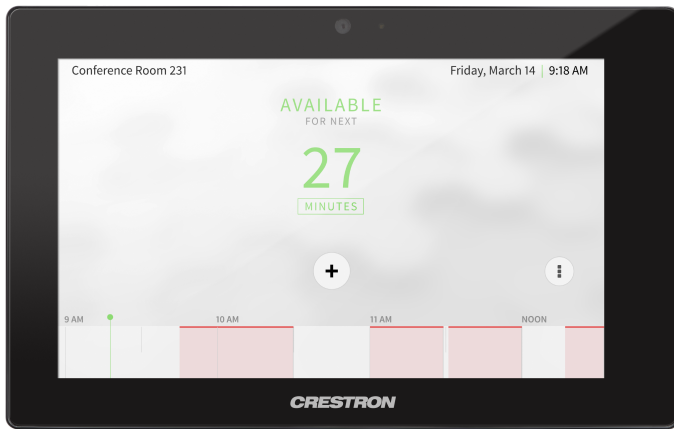 Conference Room 231
Friday, March 14 | 9:18 AM
AVAILABLE
FOR NEXT
27
MINUTES
9 AM 10 AM 11 AM NOON
CRESTRON